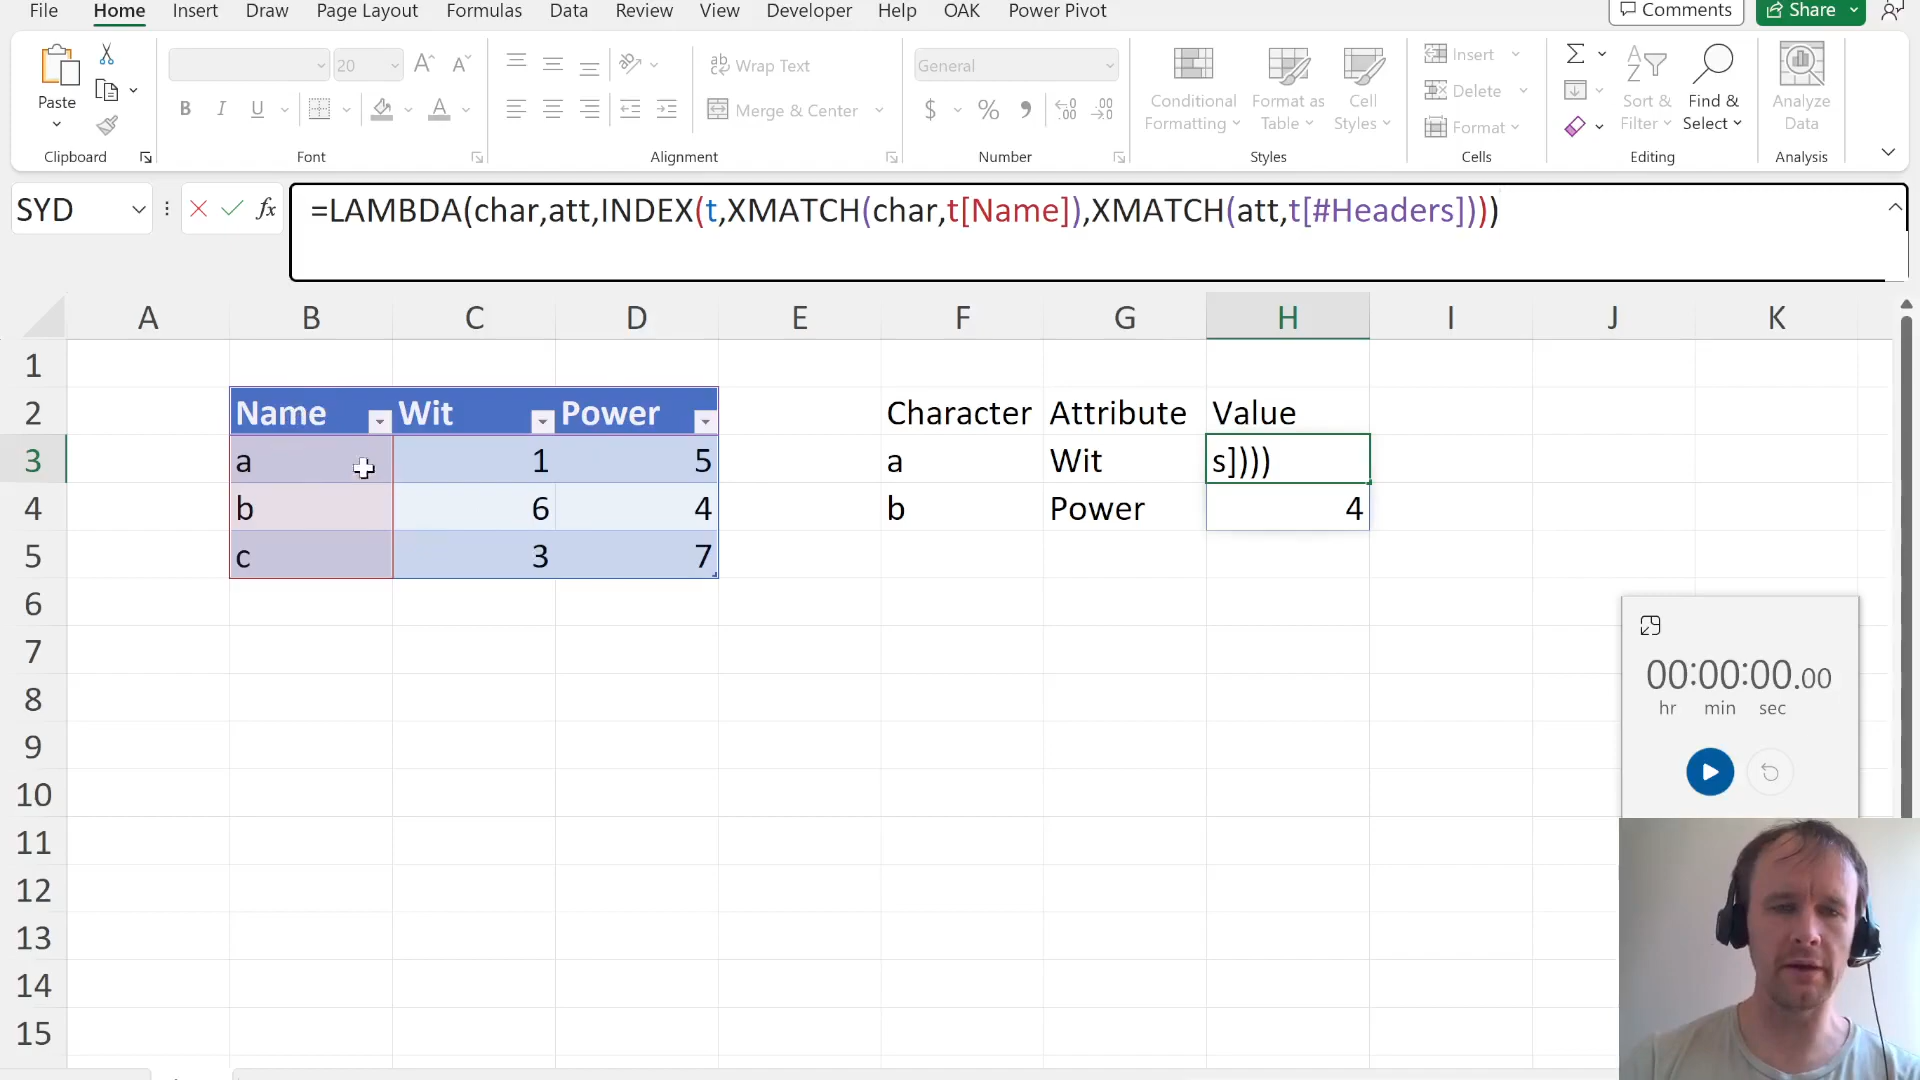 File Home Insert Draw Page Layout Formulas Data Review View Developer Help OAK Power Pivot Comments Share
Paste
20
B I U
ab Wrap Text
Merge & Center
General
$ % 9 .00
Conditional Formatting
Format as Table
Cell Styles
Insert
Delete
Format
Sort & Filter
Find & Select
Analyze Data
Clipboard Font Alignment Number Styles Cells Editing Analysis
SYD fx =LAMBDA(char,att,INDEX(t,XMATCH(char,t[Name]),XMATCH(att,t[#Headers])))
A B C D E F G H I J K
1
2 Name Wit Power Character Attribute Value
3 a 1 5 a Wit s]))))
4 b 6 4 b Power 4
5 c 3 7
6
7
8
9
10
11
12
13
14
15
00:00:00.00
hr min sec